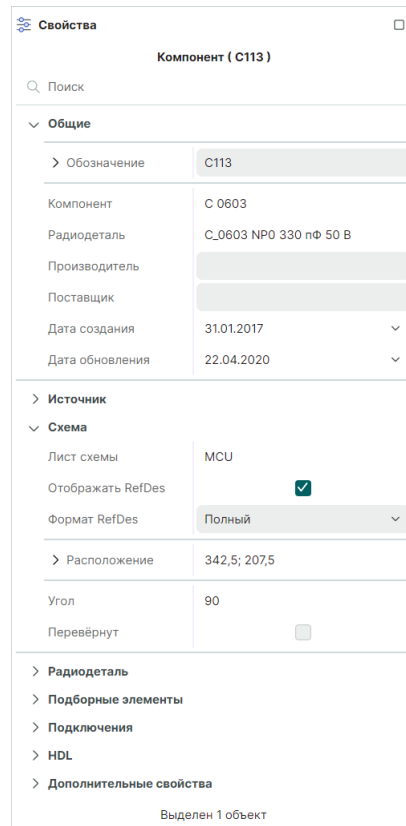 Свойства
Компонент ( C113 )
Поиск
Общие
Обозначение C113
Компонент C 0603
Радиодеталь C_0603 NP0 330 пФ 50 В
Производитель
Поставщик
Дата создания 31.01.2017
Дата обновления 22.04.2020
Источник
Схема
Лист схемы MCU
Отображать RefDes
Формат RefDes Полный
Расположение 342,5; 207,5
Угол 90
Перевёрнут
Радиодеталь
Подборные элементы
Подключения
HDL
Дополнительные свойства
Выделен 1 объект